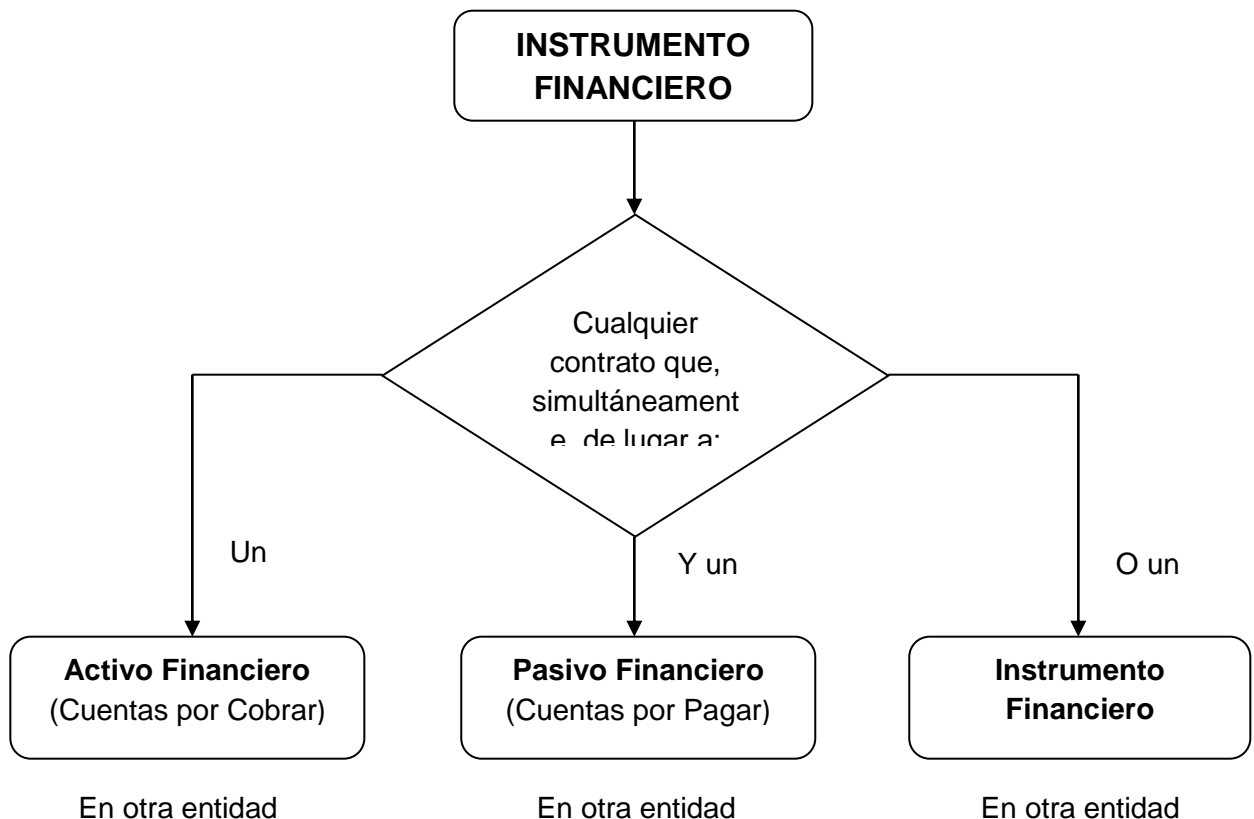 INSTRUMENTO
FINANCIERO
Cualquier
contrato que,
simultáneament
e, de lugar a:
Un
Y un
O un
Activo Financiero
(Cuentas por Cobrar)
Pasivo Financiero
(Cuentas por Pagar)
Instrumento
Financiero
En otra entidad
En otra entidad
En otra entidad